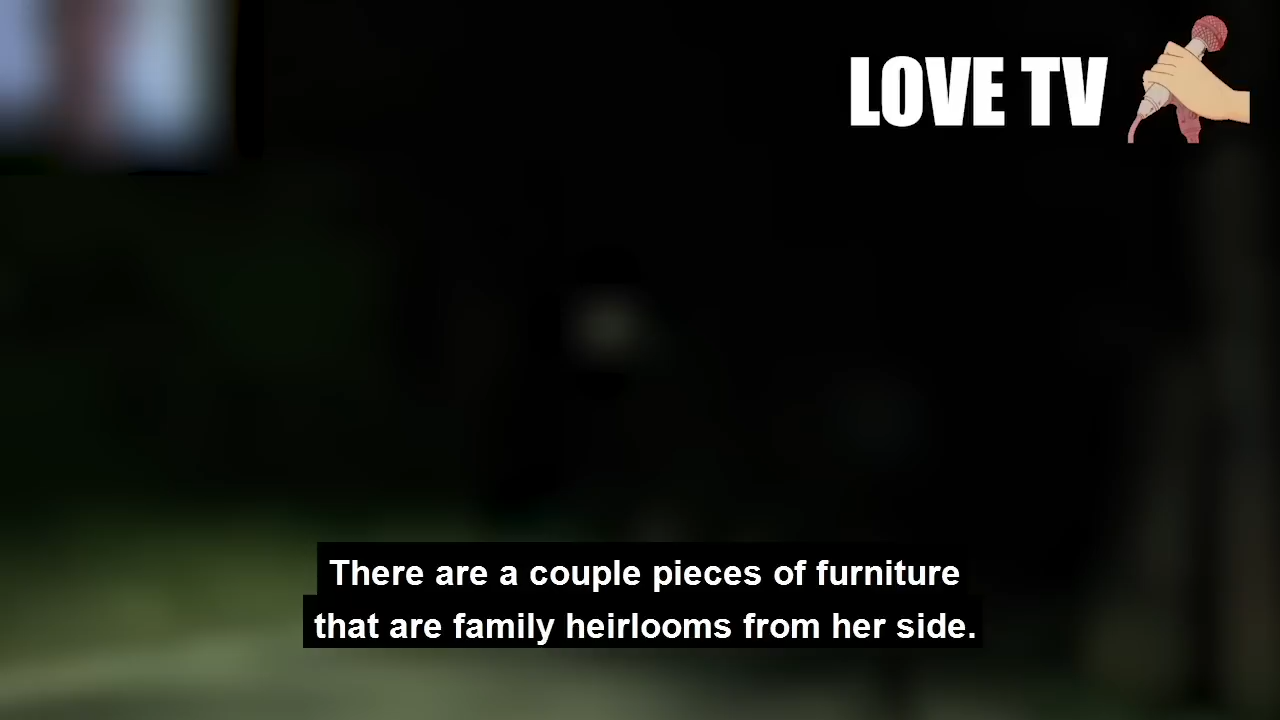 LOVE TV
There are a couple pieces of furniture
that are family heirlooms from her side.